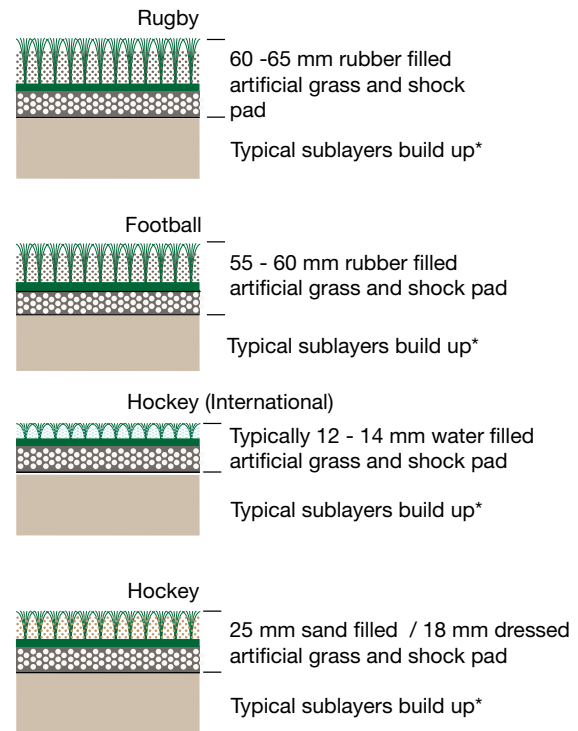 Rugby
60 -65 mm rubber filled
artificial grass and shock
pad
Typical sublayers build up*
Football
55 - 60 mm rubber filled
artificial grass and shock pad
Typical sublayers build up*
Hockey (International)
Typically 12 - 14 mm water filled
artificial grass and shock pad
Typical sublayers build up*
Hockey
25 mm sand filled / 18 mm dressed
artificial grass and shock pad
Typical sublayers build up*